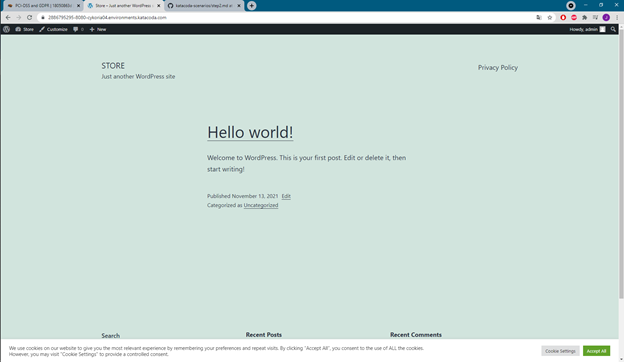 PCI-DSS and GDPR (
Store – Just another WordPress
katacoda-scenarios/step2.md at
2886795295-8080-cykoria04.environments.katacoda.com
Store
Customize
0
New
Howdy, admin
STORE
Just another WordPress site
Privacy Policy
Hello world!
Welcome to WordPress. This is your first post. Edit or delete it, then
start writing!
Published November 13, 2021 Edit
Categorized as Uncategorized
Search
Recent Posts
Recent Comments
We use cookies on our website to give you the most relevant experience by remembering your preferences and repeat visits. By clicking "Accept All", you consent to the use of ALL the cookies.
However, you may visit "Cookie Settings" to provide a controlled consent.
Cookie Settings
Accept All